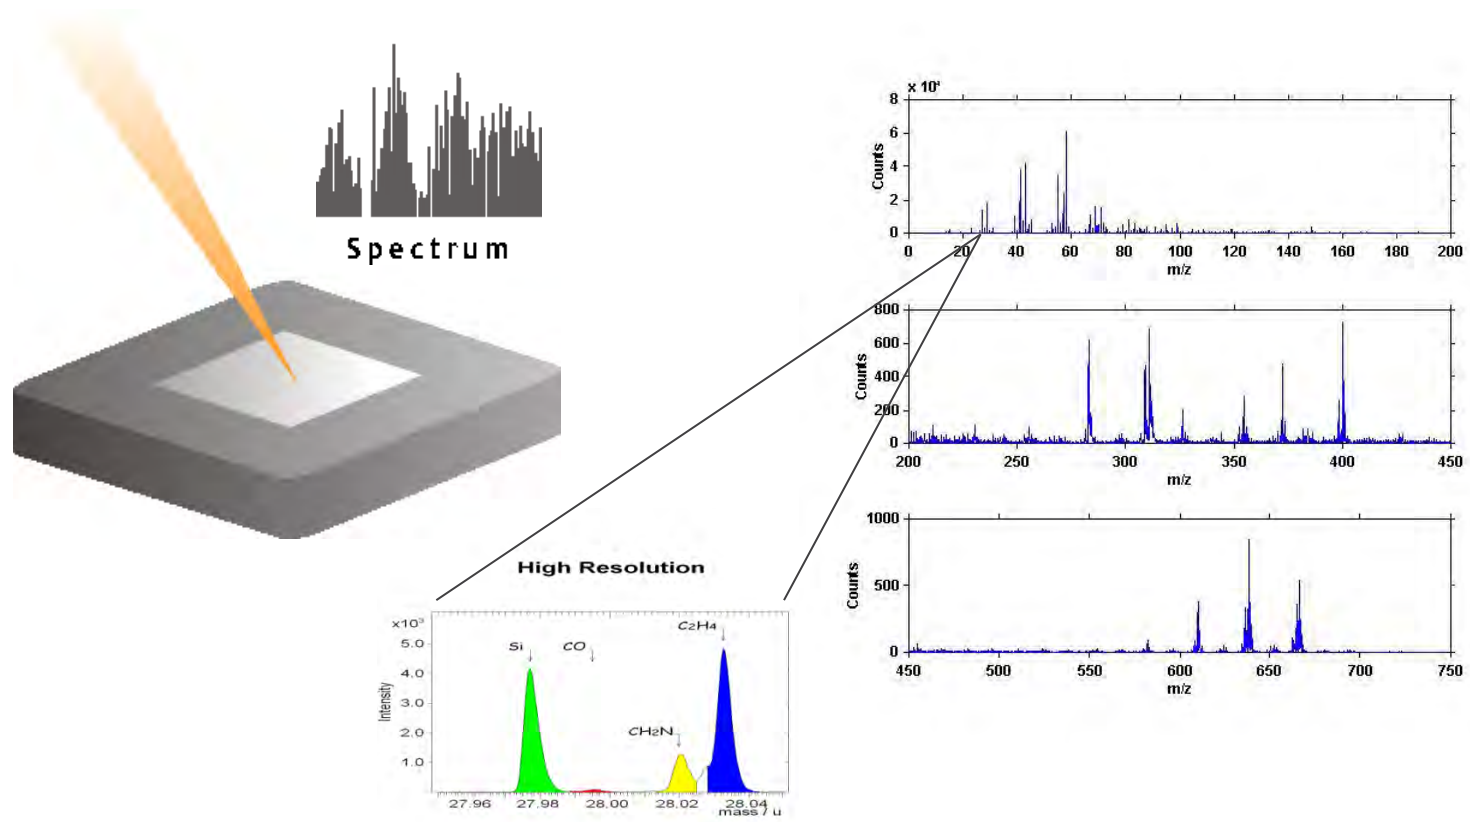 Spectrum
x 10⁴
8
6
4
2
0
Counts
0 20 40 60 80 100 120 140 160 180 200
m/z
800
600
400
200
0
Counts
200 250 300 350 400 450
m/z
1000
500
0
Counts
450 500 550 600 650 700 750
m/z
High Resolution
x10³
5.0
4.0
3.0
2.0
1.0
Intensity
Si
CO
CH2N
C2H4
27.96 27.98 28.00 28.02 28.04
mass / u